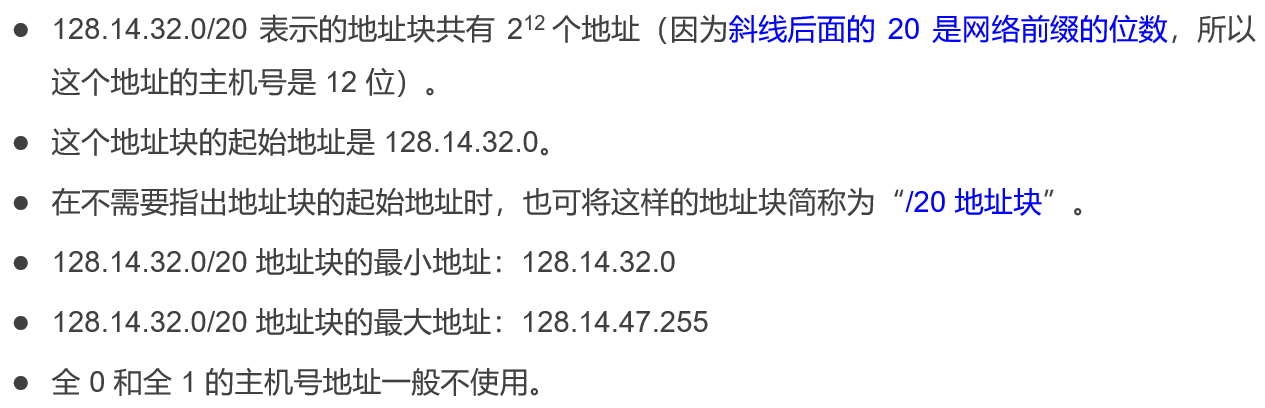 ● 128.14.32.0/20 表示的地址块共有 2¹² 个地址（因为斜线后面的 20 是网络前缀的位数，所以
这个地址的主机号是 12 位）。
● 这个地址块的起始地址是 128.14.32.0。
● 在不需要指出地址块的起始地址时，也可将这样的地址块简称为“/20 地址块”。
● 128.14.32.0/20 地址块的最小地址：128.14.32.0
● 128.14.32.0/20 地址块的最大地址：128.14.47.255
● 全 0 和全 1 的主机号地址一般不使用。